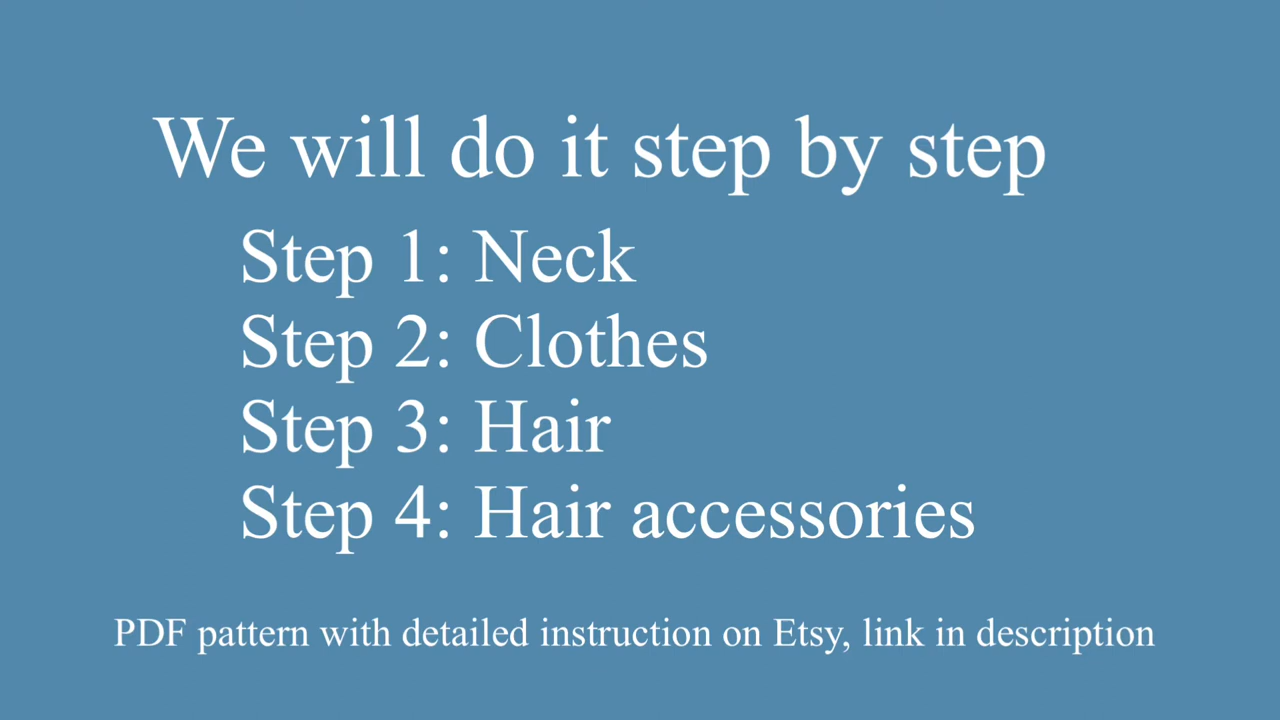 We will do it step by step
Step 1: Neck
Step 2: Clothes
Step 3: Hair
Step 4: Hair accessories
PDF pattern with detailed instruction on Etsy, link in description